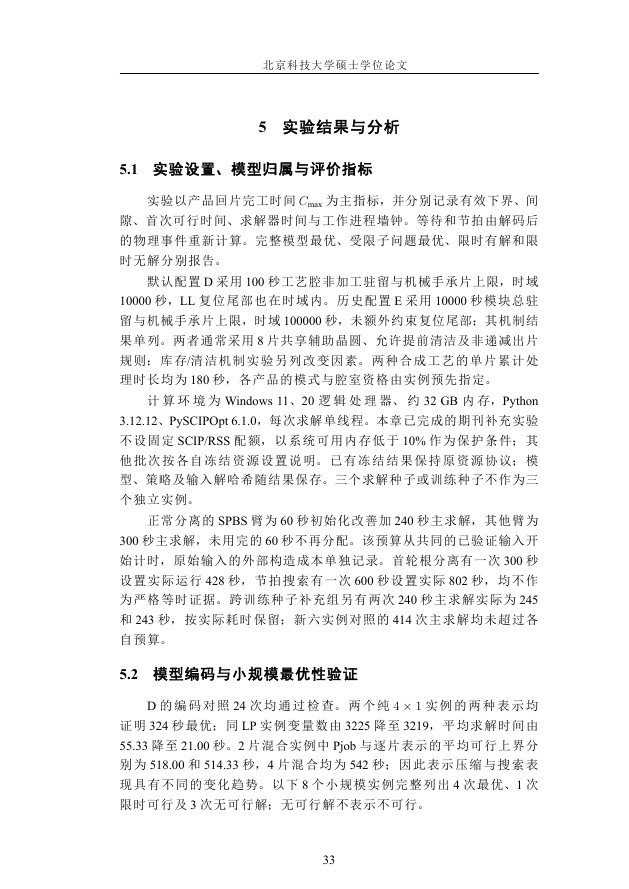 北京科技大学硕士学位论文
5 实验结果与分析
5.1 实验设置、模型归属与评价指标
实验以产品回片完工时间 Cmax 为主指标，并分别记录有效下界、间
隙、首次可行时间、求解器时间与工作进程墙钟。等待和节拍由解码后
的物理事件重新计算。完整模型最优、受限子问题最优、限时有解和限
时无解分别报告。
默认配置 D 采用 100 秒工艺腔非加工驻留与机械手承片上限，时域
10000 秒，LL 复位尾部也在时域内。历史配置 E 采用 10000 秒模块总驻
留与机械手承片上限，时域 100000 秒，未额外约束复位尾部；其机制结
果单列。两者通常采用 8 片共享辅助晶圆、允许提前清洁及非递减出片
规则；库存/清洁机制实验另列改变因素。两种合成工艺的单片累计处
理时长均为 180 秒，各产品的模式与腔室资格由实例预先指定。
计算环境为 Windows 11、20 逻辑处理器、约 32 GB 内存，Python
3.12.12、PySCIPOpt 6.1.0，每次求解单线程。本章已完成的期刊补充实验
不设固定 SCIP/RSS 配额，以系统可用内存低于 10% 作为保护条件；其
他批次按各自冻结资源设置说明。已有冻结结果保持原资源协议；模
型、策略及输入解哈希随结果保存。三个求解种子或训练种子不作为三
个独立实例。
正常分离的 SPBS 臂为 60 秒初始化改善加 240 秒主求解，其他臂为
300 秒主求解，未用完的 60 秒不再分配。该预算从共同的已验证输入开
始计时，原始输入的外部构造成本单独记录。首轮根分离有一次 300 秒
设置实际运行 428 秒，节拍搜索有一次 600 秒设置实际 802 秒，均不作
为严格等时证据。跨训练种子补充组另有两次 240 秒主求解实际为 245
和 243 秒，按实际耗时保留；新六实例对照的 414 次主求解均未超过各
自预算。
5.2 模型编码与小规模最优性验证
D 的编码对照 24 次均通过检查。两个纯 4 × 1 实例的两种表示均
证明 324 秒最优；同 LP 实例变量数由 3225 降至 3219，平均求解时间由
55.33 降至 21.00 秒。2 片混合实例中 Pjob 与逐片表示的平均可行上界分
别为 518.00 和 514.33 秒，4 片混合均为 542 秒；因此表示压缩与搜索表
现具有不同的变化趋势。以下 8 个小规模实例完整列出 4 次最优、1 次
限时可行及 3 次无可行解；无可行解不表示不可行。
33